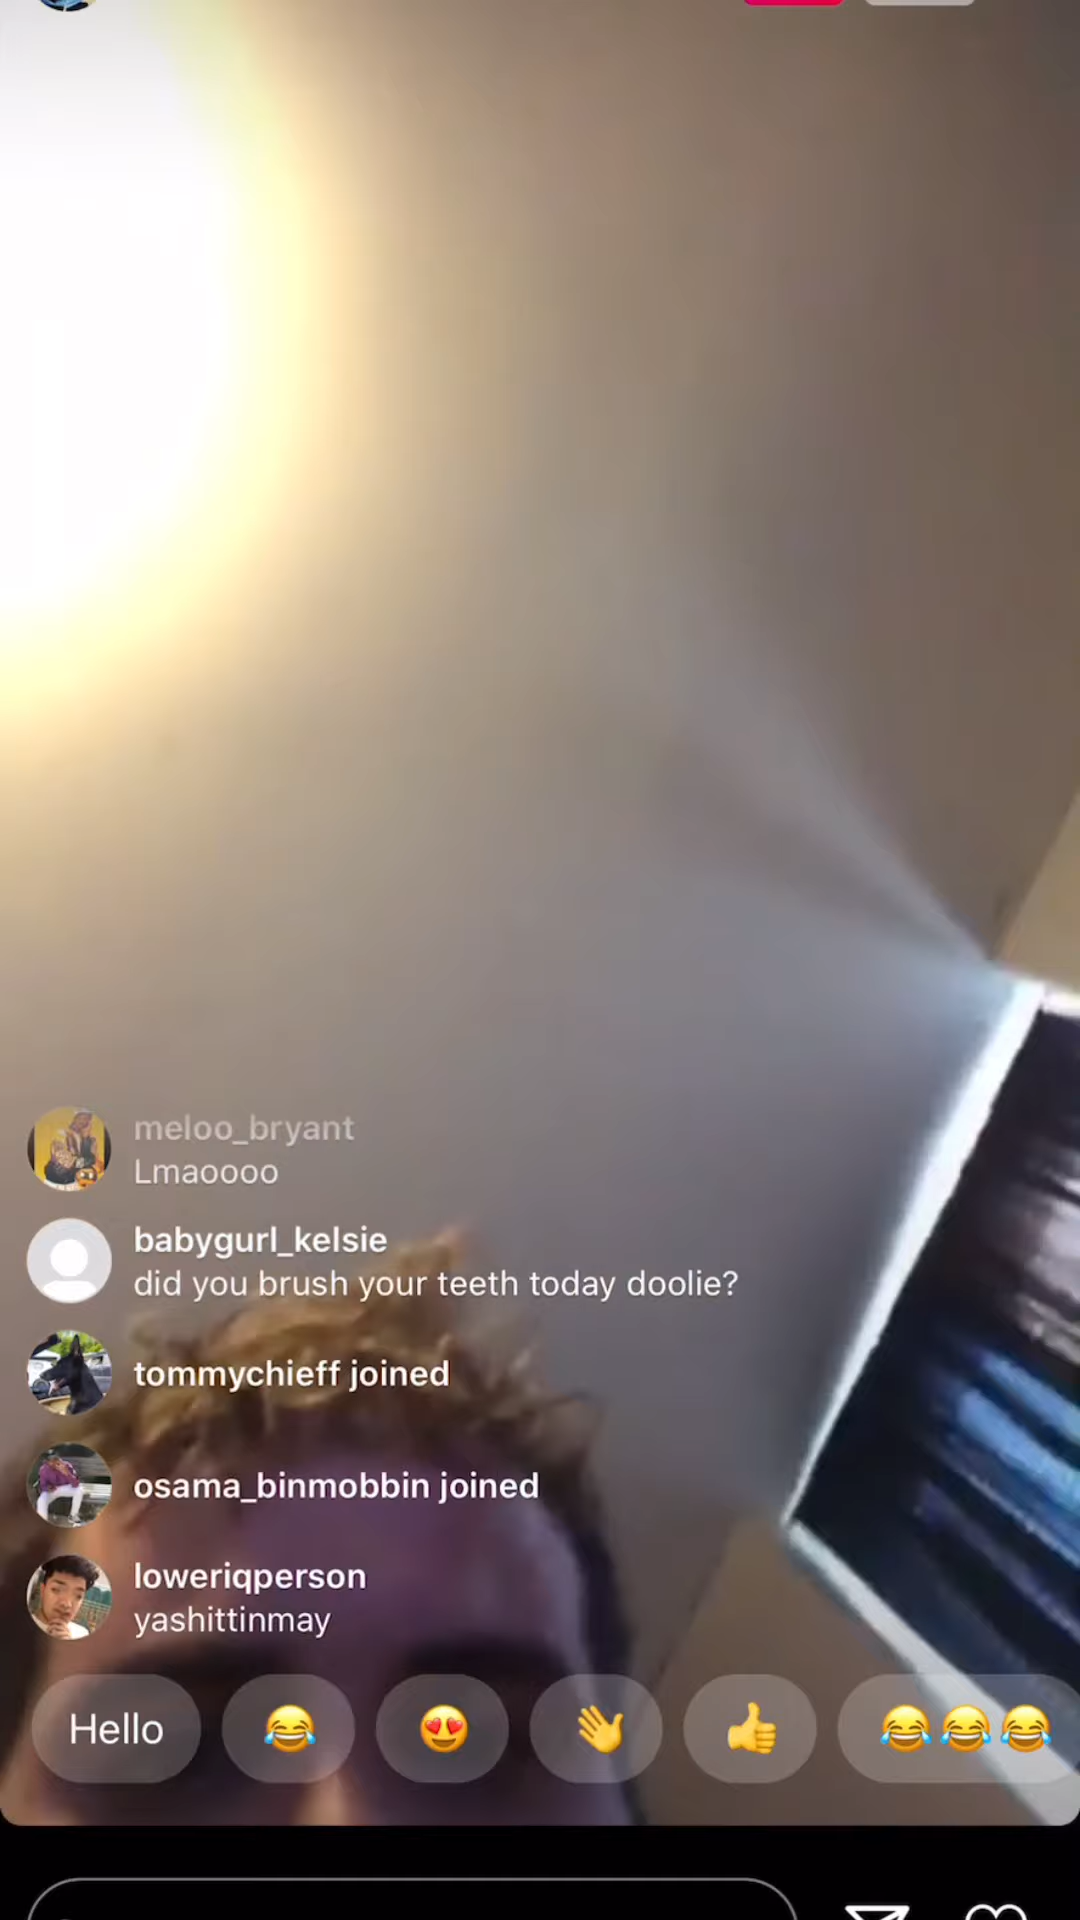 meloo_bryant
Lmaoooo
babygurl_kelsie
did you brush your teeth today doolie?
tommychieff joined
osama_binmobbin joined
loweriqperson
yashittinmay
Hello